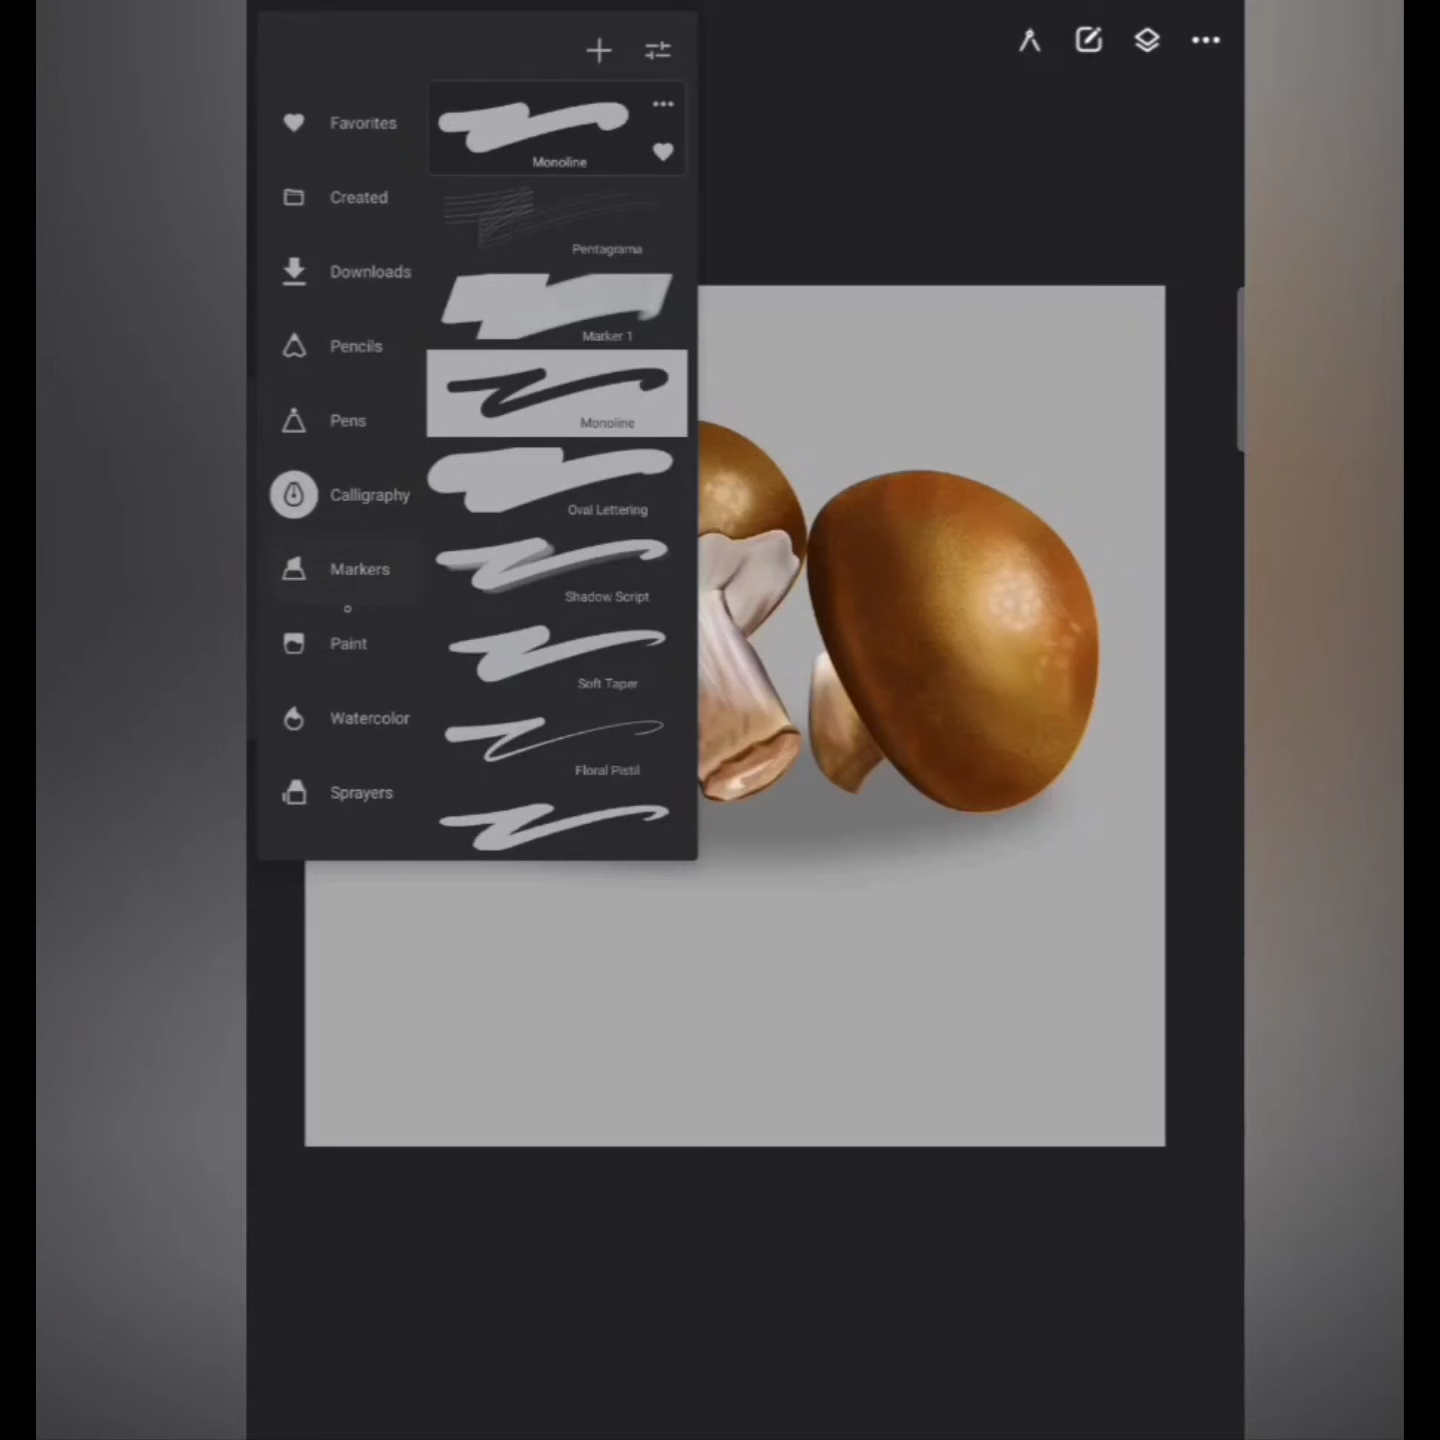 Favorites
Created
Downloads
Pencils
Pens
Calligraphy
Markers
Paint
Watercolor
Sprayers
Monoline
Pentagrama
Marker 1
Monoline
Oval Lettering
Shadow Script
Soft Taper
Floral Pistil